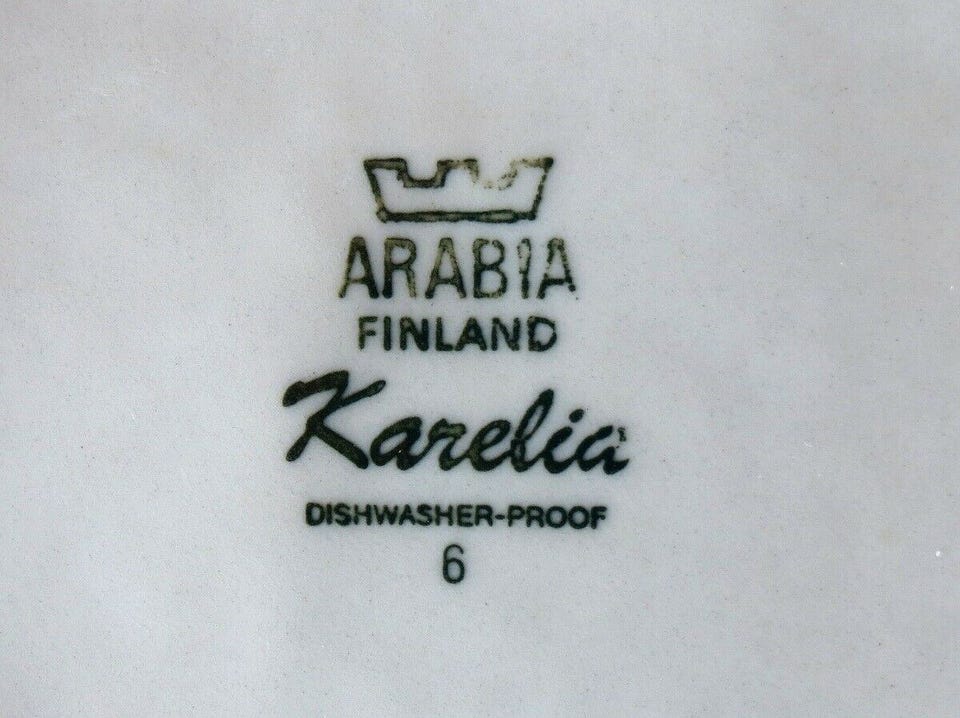 ARABIA
FINLAND
Karelia
DISHWASHER-PROOF
6